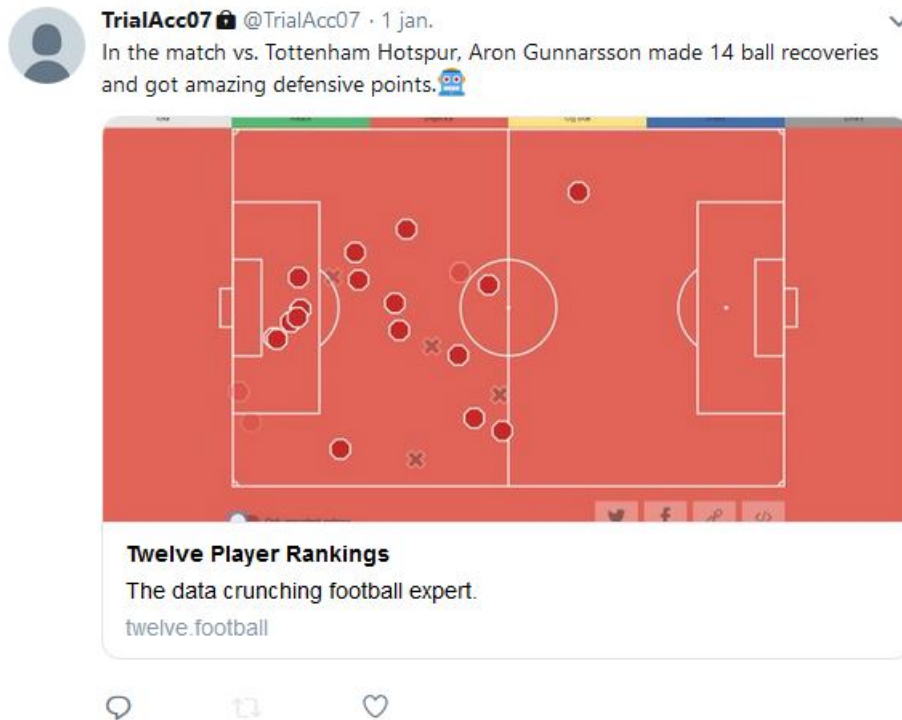 TrialAcc07 @TrialAcc07 · 1 jan.
In the match vs. Tottenham Hotspur, Aron Gunnarsson made 14 ball recoveries
and got amazing defensive points.
Twelve Player Rankings
The data crunching football expert.
twelve.football